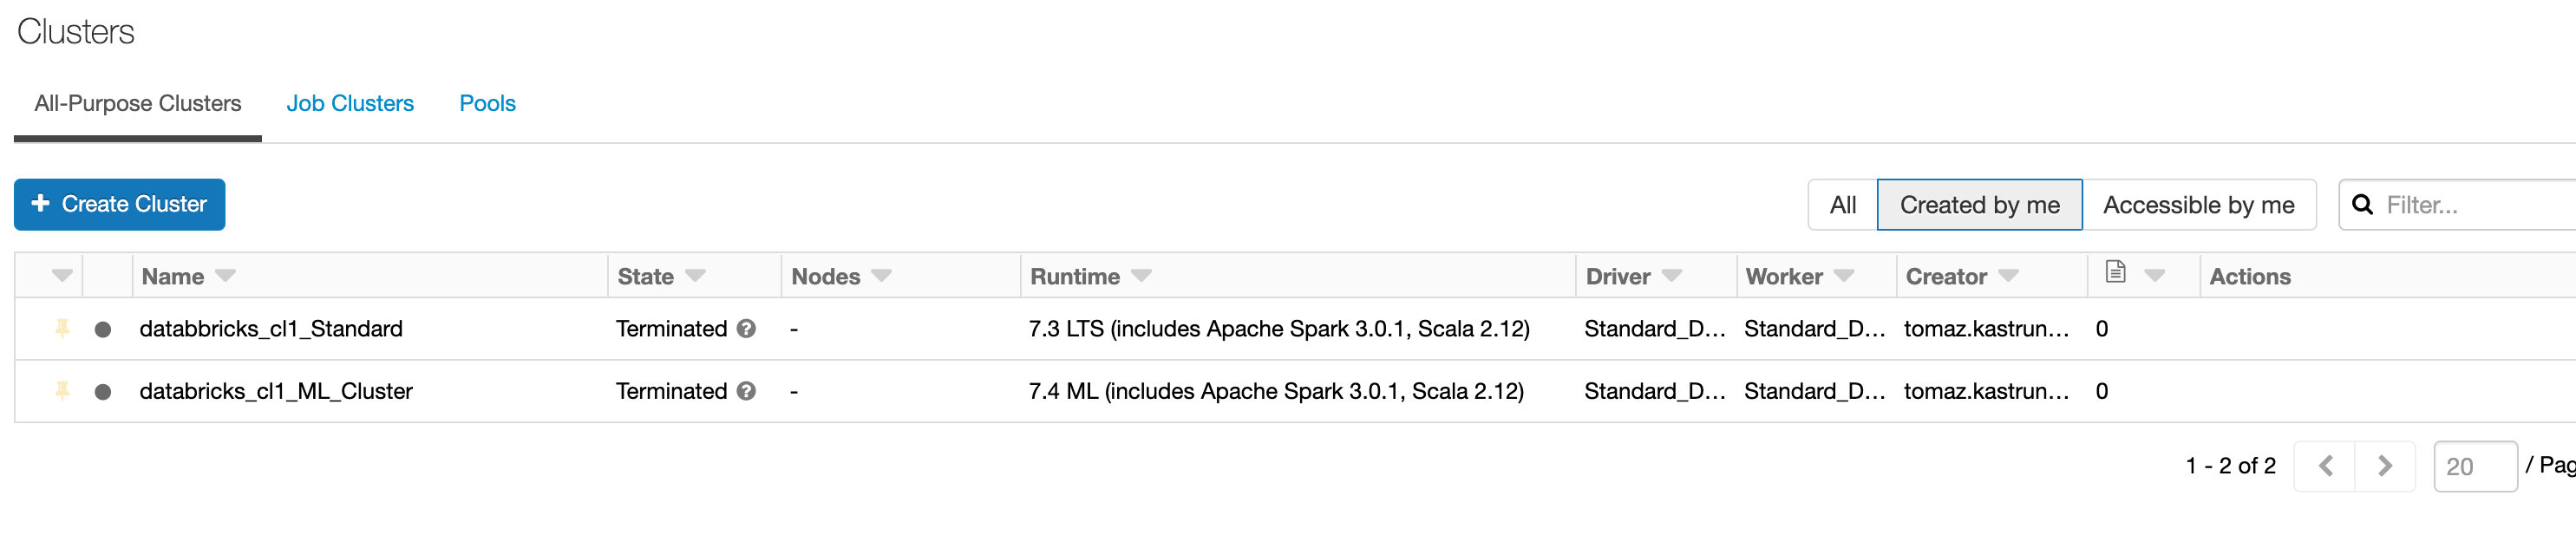 Clusters
All-Purpose Clusters Job Clusters Pools
+ Create Cluster All Created by me Accessible by me Filter...
Name State Nodes Runtime Driver Worker Creator Actions
databbricks_cl1_Standard Terminated ? - 7.3 LTS (includes Apache Spark 3.0.1, Scala 2.12) Standard_D... Standard_D... tomaz.kastrun... 0
databricks_cl1_ML_Cluster Terminated ? - 7.4 ML (includes Apache Spark 3.0.1, Scala 2.12) Standard_D... Standard_D... tomaz.kastrun... 0
1 - 2 of 2 20 / Pag